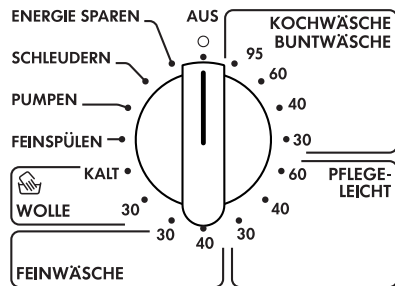 ENERGIE SPAREN
AUS
KOCHWÄSCHE
BUNTWÄSCHE
SCHLEUDERN
95
60
PUMPEN
40
FEINSPÜLEN
30
KALT
60
PFLEGE-
LEICHT
WOLLE
30
40
30
40
30
FEINWÄSCHE